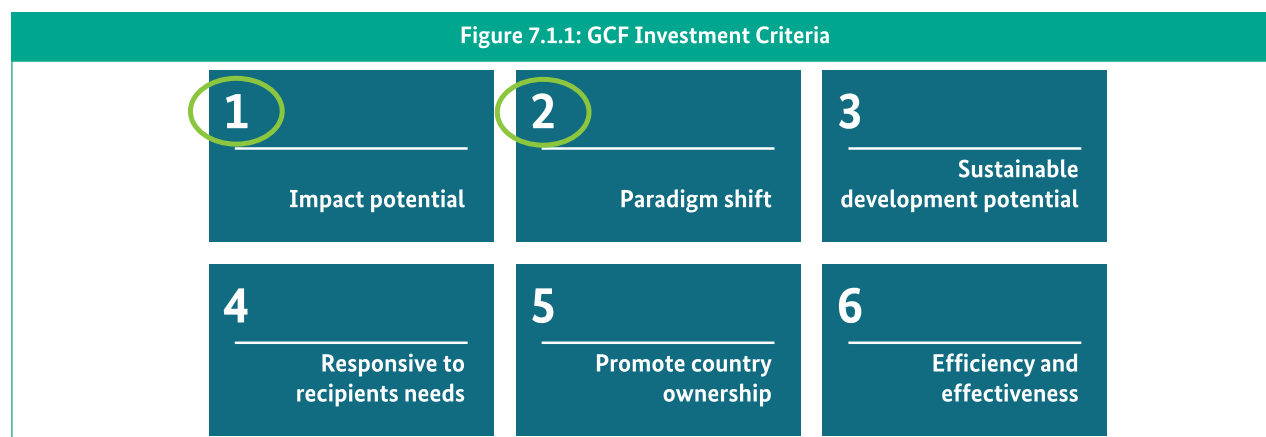 Figure 7.1.1: GCF Investment Criteria
1
Impact potential
2
Paradigm shift
3
Sustainable
development potential
4
Responsive to
recipients needs
5
Promote country
ownership
6
Efficiency and
effectiveness